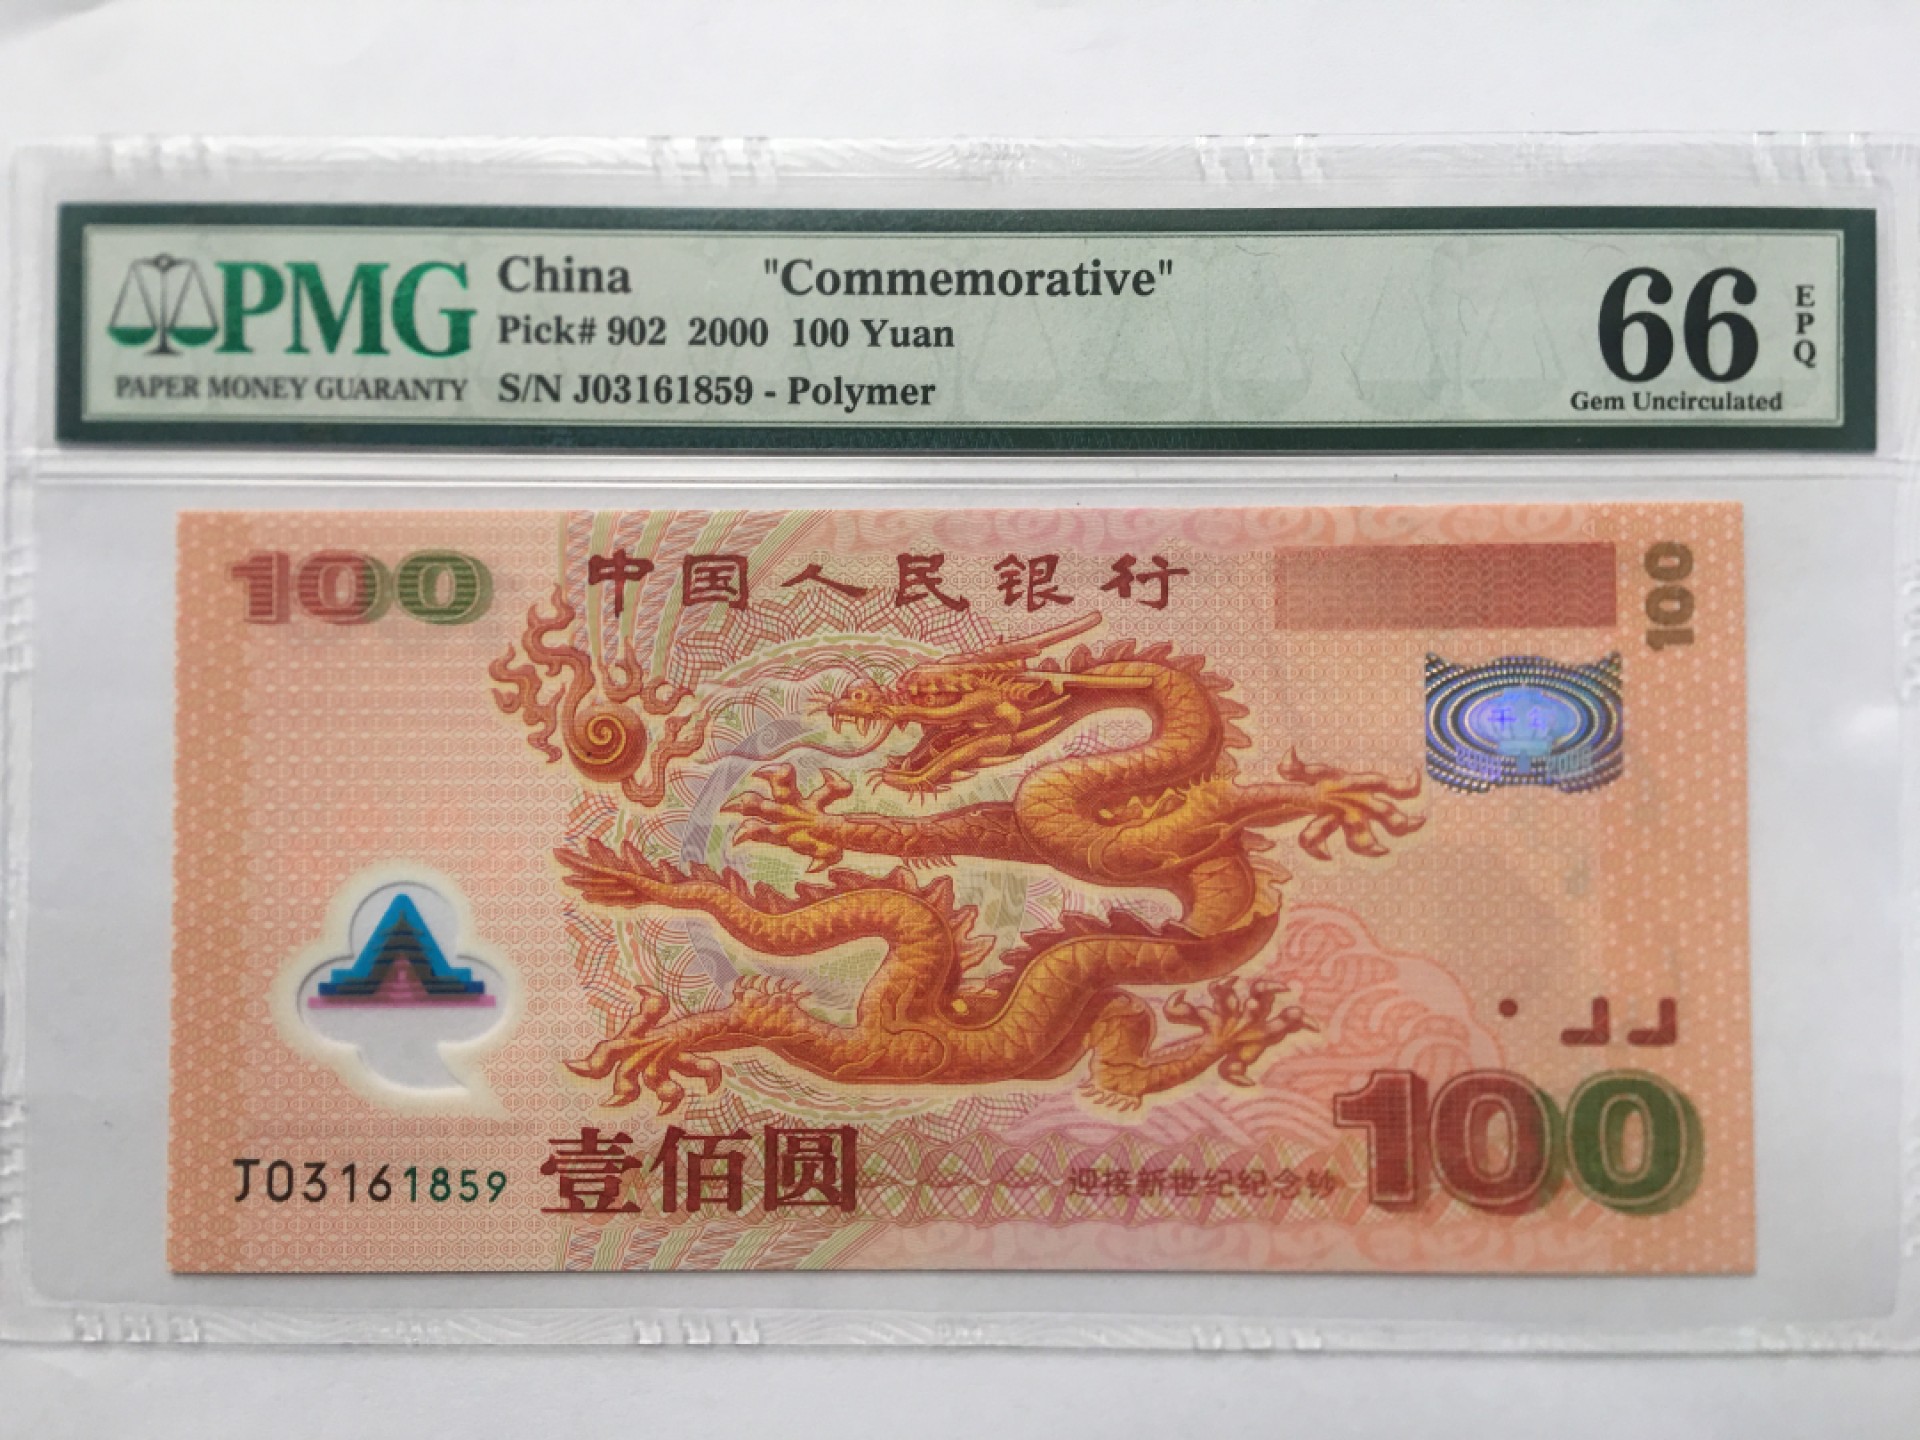 PMG
PAPER MONEY GUARANTY
China "Commemorative"
Pick# 902 2000 100 Yuan
S/N J03161859 - Polymer
66
EPQ
Gem Uncirculated
100
中国人民银行
100
J03161859
壹佰圆
迎接新世纪纪念钞
100